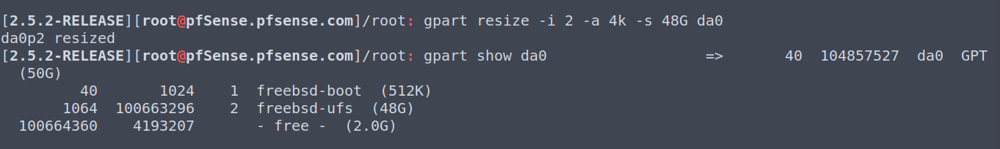 [2.5.2-RELEASE][root@pfSense.pfsense.com]/root: gpart resize -i 2 -a 4k -s 48G da0
da0p2 resized
[2.5.2-RELEASE][root@pfSense.pfsense.com]/root: gpart show da0                  =>       40  104857527  da0  GPT
  (50G)
         40       1024    1  freebsd-boot  (512K)
       1064  100663296    2  freebsd-ufs  (48G)
  100664360    4193207       - free -  (2.0G)